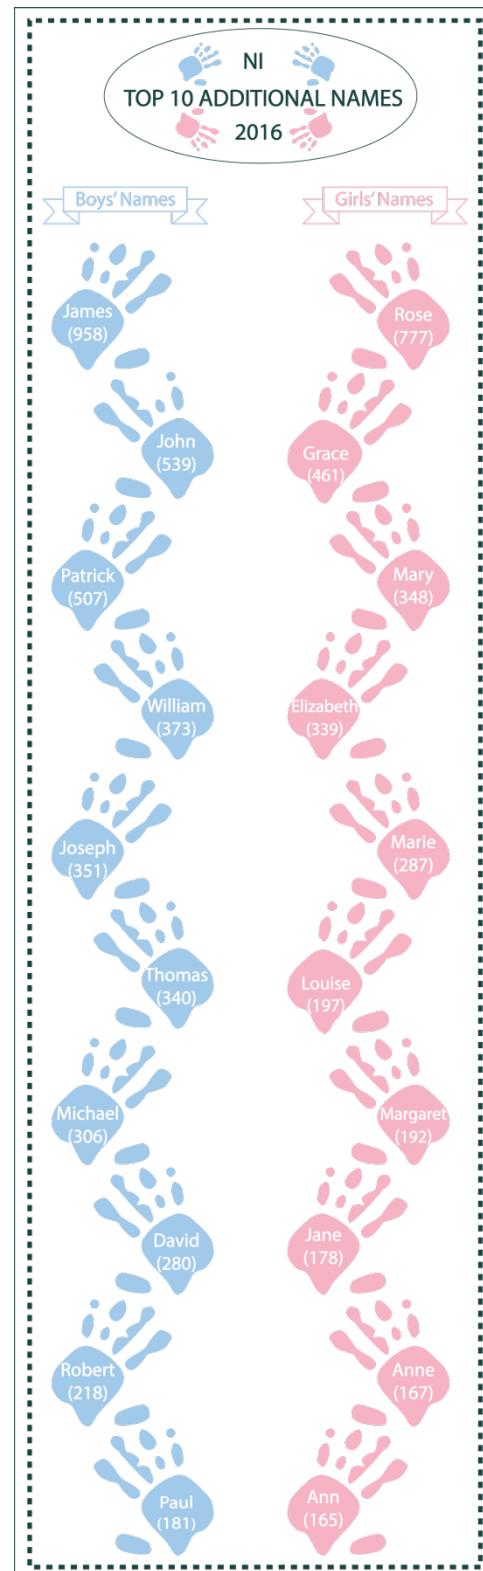 NI
TOP 10 ADDITIONAL NAMES
2016
Boys' Names
James
(958)
John
(539)
Patrick
(507)
William
(373)
Joseph
(351)
Thomas
(340)
Michael
(306)
David
(280)
Robert
(218)
Paul
(181)
Girls' Names
Rose
(777)
Grace
(461)
Mary
(348)
Elizabeth
(339)
Marie
(287)
Louise
(197)
Margaret
(192)
Jane
(178)
Anne
(167)
Ann
(165)